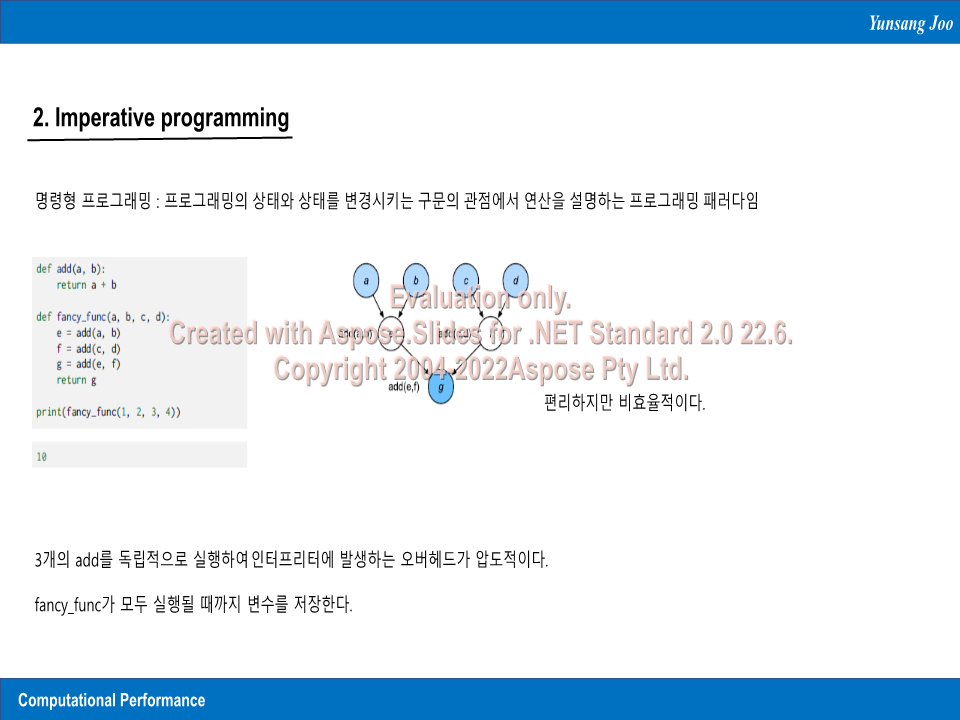 Yunsang Joo
2. Imperative programming
명령형 프로그래밍 : 프로그래밍의 상태와 상태를 변경시키는 구문의 관점에서 연산을 설명하는 프로그래밍 패러다임
def add(a, b):
    return a + b
def fancy_func(a, b, c, d):
    e = add(a, b)
    f = add(c, d)
    g = add(e, f)
    return g
print(fancy_func(1, 2, 3, 4))
10
a b c d
add(e,f) g
Evaluation only.
Created with Aspose.Slides for .NET Standard 2.0 22.6.
Copyright 2004-2022Aspose Pty Ltd.
편리하지만 비효율적이다.
3개의 add를 독립적으로 실행하여 인터프리터에 발생하는 오버헤드가 압도적이다.
fancy_func가 모두 실행될 때까지 변수를 저장한다.
Computational Performance